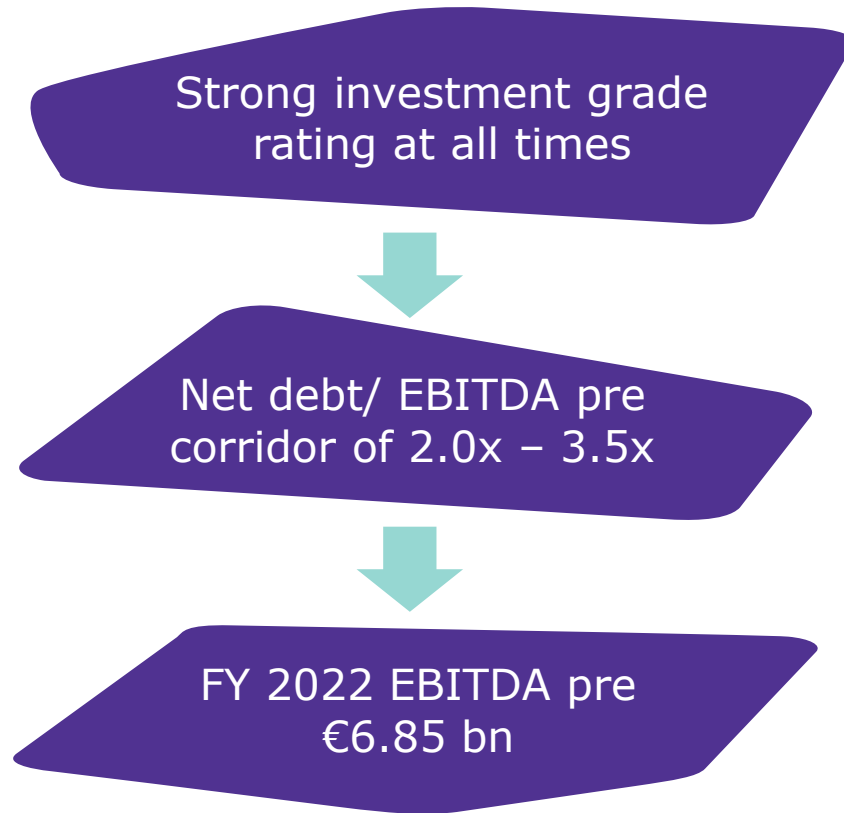 Strong investment grade
rating at all times
Net debt/ EBITDA pre
corridor of 2.0x – 3.5x
FY 2022 EBITDA pre
€6.85 bn